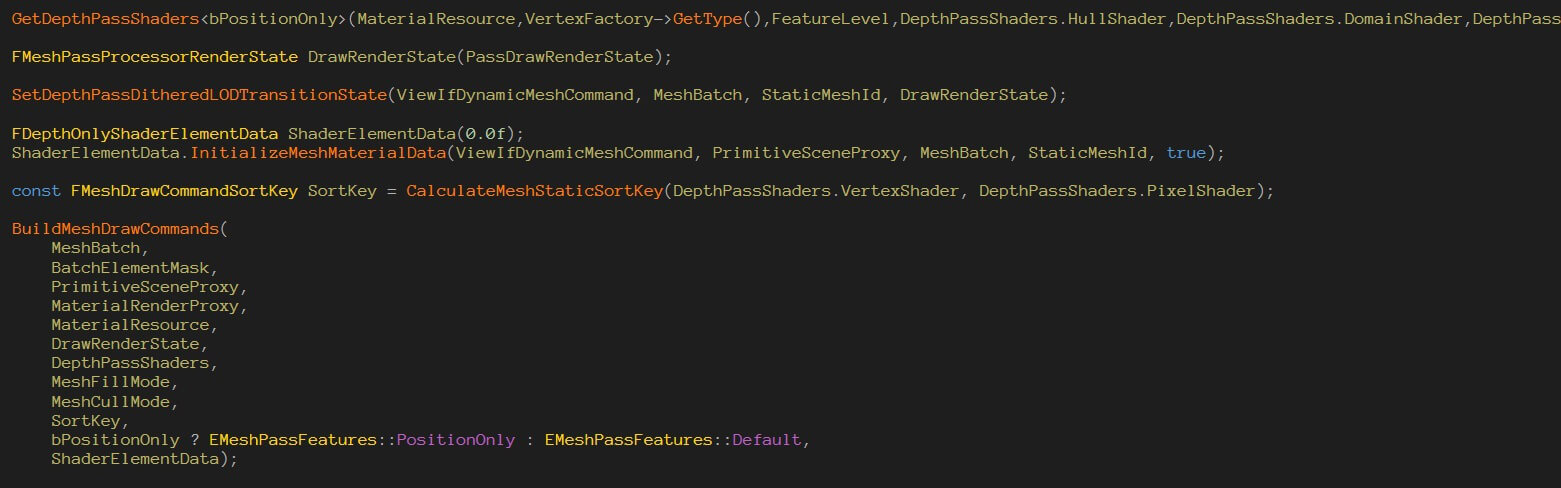 GetDepthPassShaders<bPositionOnly>(MaterialResource,VertexFactory->GetType(),FeatureLevel,DepthPassShaders.HullShader,DepthPassShaders.DomainShader,DepthPass
FMeshPassProcessorRenderState DrawRenderState(PassDrawRenderState);
SetDepthPassDitheredLODTransitionState(ViewIfDynamicMeshCommand, MeshBatch, StaticMeshId, DrawRenderState);
FDepthOnlyShaderElementData ShaderElementData(0.0f);
ShaderElementData.InitializeMeshMaterialData(ViewIfDynamicMeshCommand, PrimitiveSceneProxy, MeshBatch, StaticMeshId, true);
const FMeshDrawCommandSortKey SortKey = CalculateMeshStaticSortKey(DepthPassShaders.VertexShader, DepthPassShaders.PixelShader);
BuildMeshDrawCommands(
    MeshBatch,
    BatchElementMask,
    PrimitiveSceneProxy,
    MaterialRenderProxy,
    MaterialResource,
    DrawRenderState,
    DepthPassShaders,
    MeshFillMode,
    MeshCullMode,
    SortKey,
    bPositionOnly ? EMeshPassFeatures::PositionOnly : EMeshPassFeatures::Default,
    ShaderElementData);